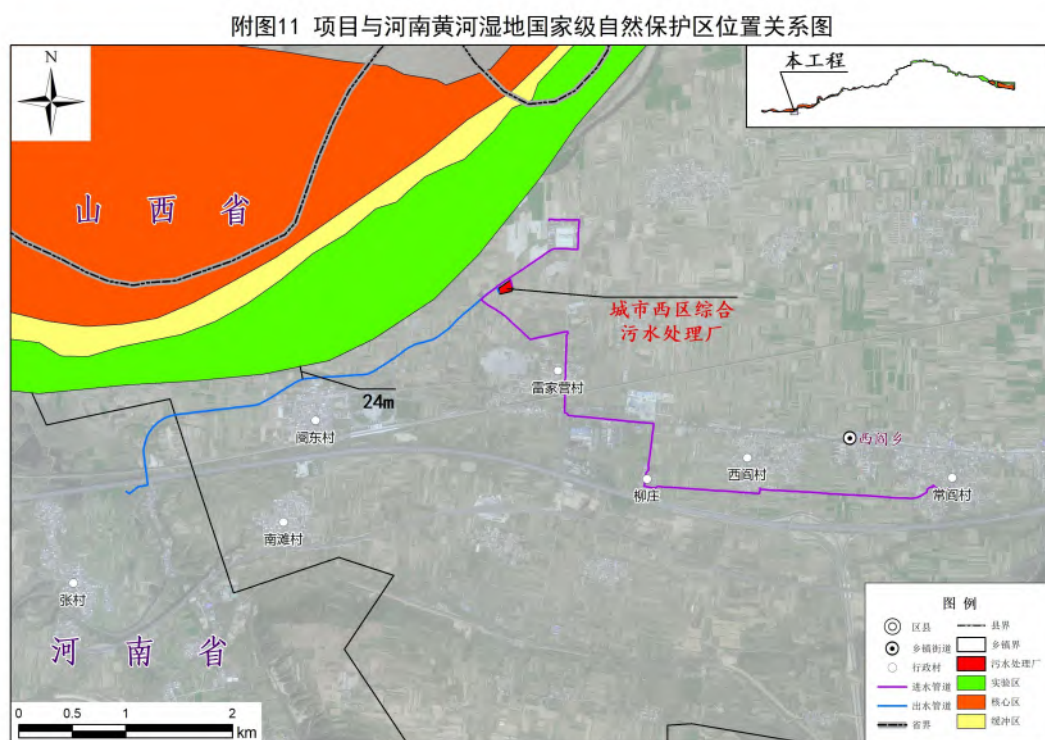 附图11 项目与河南黄河湿地国家级自然保护区位置关系图
N
本工程
山西省
城市西区综合
污水处理厂
雷家营村
24m
阌东村
西阎乡
西阎村
柳庄
常阎村
南滩村
张村
河南省
图 例
区县
县界
乡镇街道
乡镇界
行政村
污水处理厂
进水管道
实验区
出水管道
核心区
省界
缓冲区
0 0.5 1 2
km